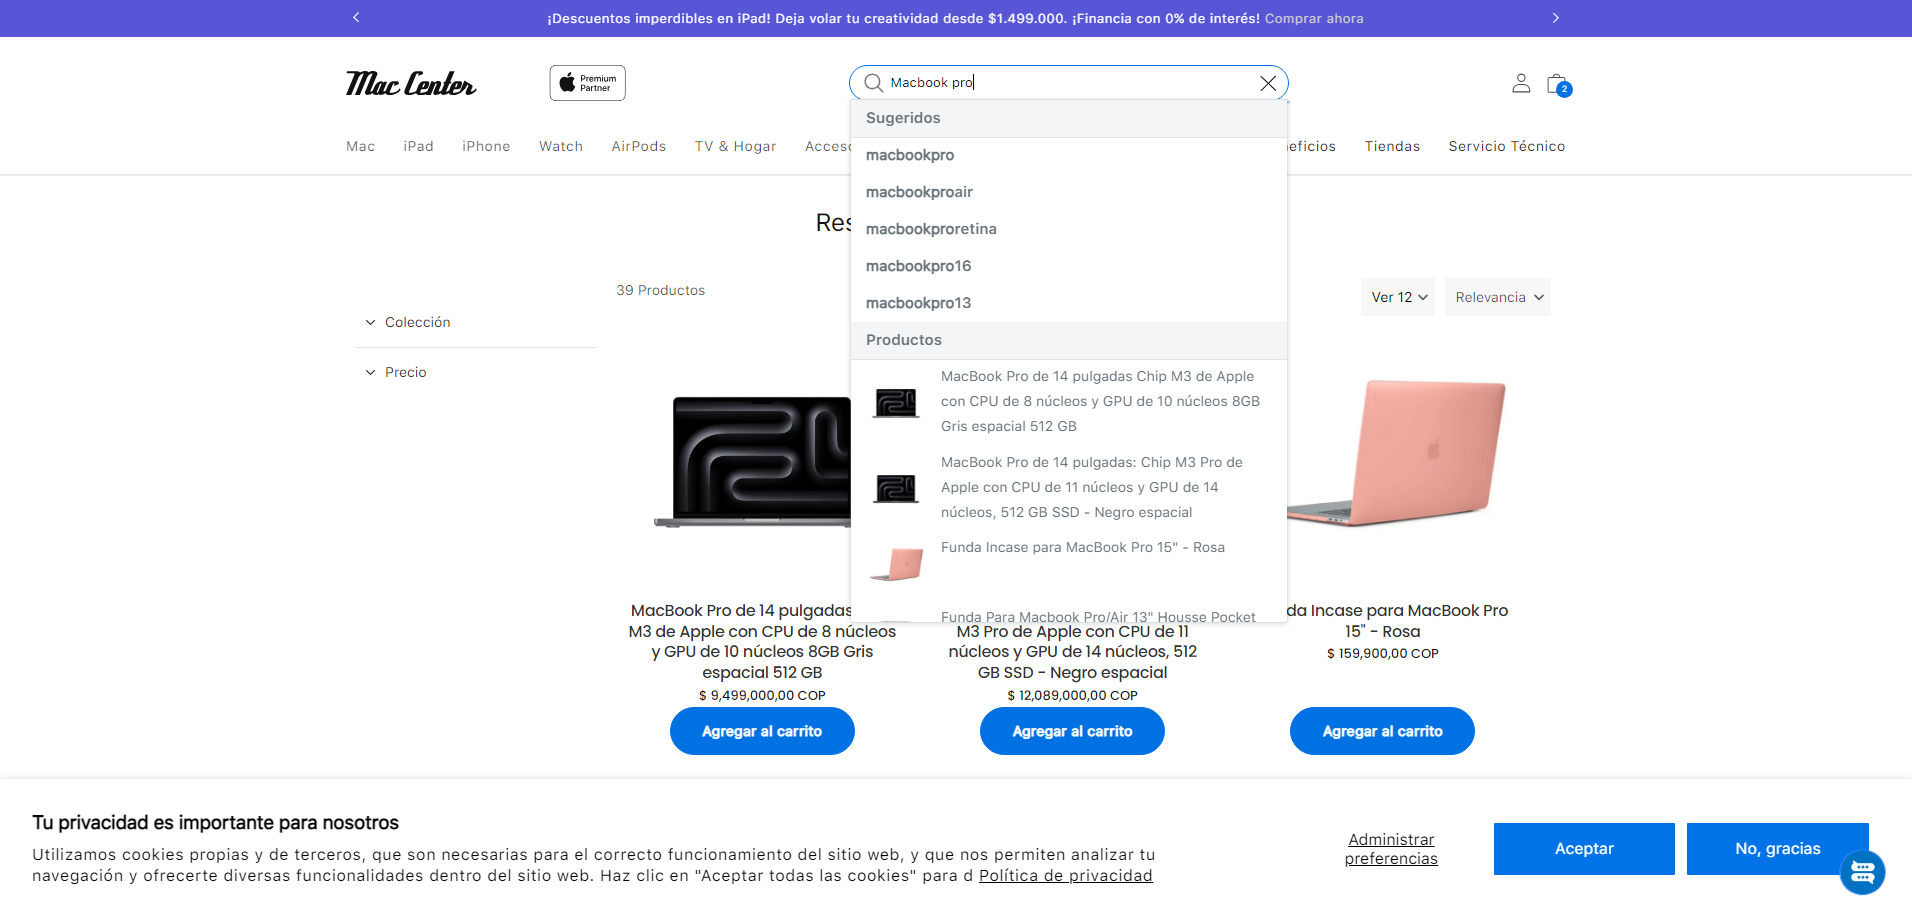 ¡Descuentos imperdibles en iPad! Deja volar tu creatividad desde $1.499.000. ¡Financia con 0% de interés! Comprar ahora
Mac Center
Premium
Partner
Macbook pro
2
Mac iPad iPhone Watch AirPods TV & Hogar Acceso
eficios Tiendas Servicio Técnico
Sugeridos
macbookpro
macbookproair
macbookproretina
macbookpro16
macbookpro13
Productos
MacBook Pro de 14 pulgadas Chip M3 de Apple
con CPU de 8 núcleos y GPU de 10 núcleos 8GB
Gris espacial 512 GB
MacBook Pro de 14 pulgadas: Chip M3 Pro de
Apple con CPU de 11 núcleos y GPU de 14
núcleos, 512 GB SSD - Negro espacial
Funda Incase para MacBook Pro 15" - Rosa
Funda Para Macbook Pro/Air 13" Housse Pocket
Res
39 Productos
Ver 12
Relevancia
Colección
Precio
MacBook Pro de 14 pulgadas
M3 de Apple con CPU de 8 núcleos
y GPU de 10 núcleos 8GB Gris
espacial 512 GB
$ 9,499,000,00 COP
Agregar al carrito
M3 Pro de Apple con CPU de 11
núcleos y GPU de 14 núcleos, 512
GB SSD - Negro espacial
$ 12,089,000,00 COP
Agregar al carrito
da Incase para MacBook Pro
15" - Rosa
$ 159,900,00 COP
Agregar al carrito
Tu privacidad es importante para nosotros
Utilizamos cookies propias y de terceros, que son necesarias para el correcto funcionamiento del sitio web, y que nos permiten analizar tu
navegación y ofrecerte diversas funcionalidades dentro del sitio web. Haz clic en "Aceptar todas las cookies" para d Política de privacidad
Administrar
preferencias
Aceptar
No, gracias